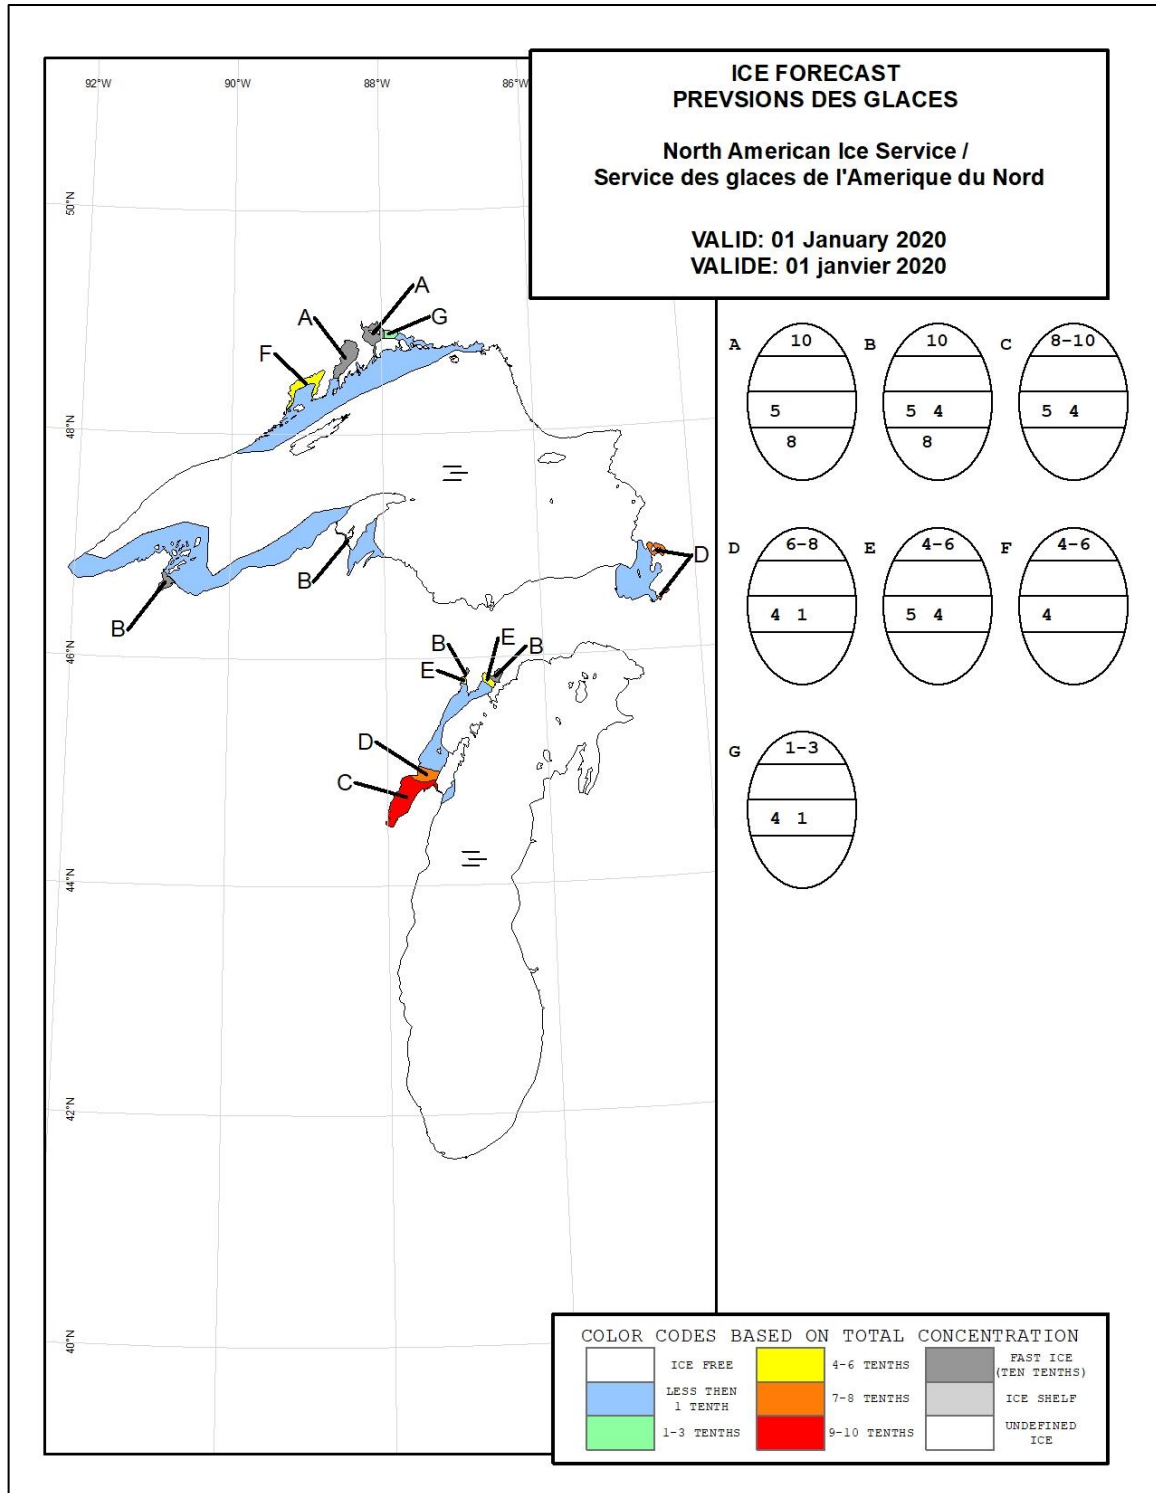 ICE FORECAST
PREVSIONS DES GLACES
North American Ice Service /
Service des glaces de l'Amerique du Nord
VALID: 01 January 2020
VALIDE: 01 janvier 2020
92°W
90°W
88°W
86°W
50°N
48°N
46°N
44°N
42°N
40°N
A
A
G
F
B
B
D
B
E
E
B
D
C
A
10
5
8
B
10
5 4
8
C
8-10
5 4
D
6-8
4 1
E
4-6
5 4
F
4-6
4
G
1-3
4 1
COLOR CODES BASED ON TOTAL CONCENTRATION
ICE FREE
LESS THEN
1 TENTH
1-3 TENTHS
4-6 TENTHS
7-8 TENTHS
9-10 TENTHS
FAST ICE
(TEN TENTHS)
ICE SHELF
UNDEFINED
ICE